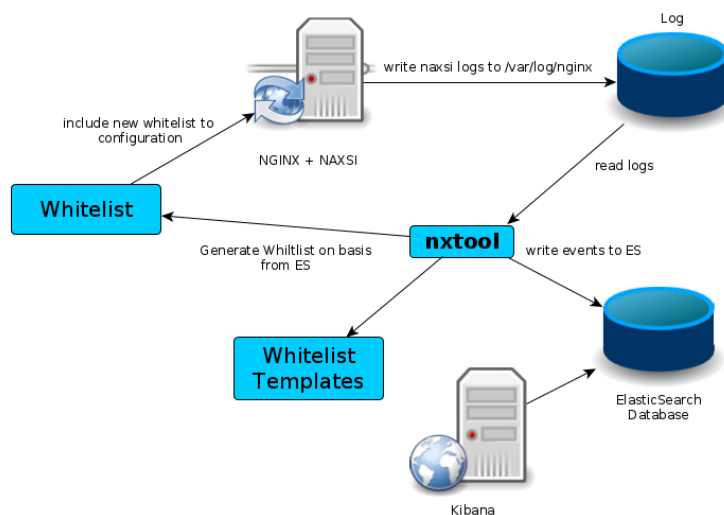 Log
write naxsi logs to /var/log/nginx
include new whitelist to
configuration
NGINX + NAXSI
read logs
Whitelist
nxtool
Generate Whiltlist on basis
from ES
write events to ES
Whitelist
Templates
ElasticSearch
Database
Kibana